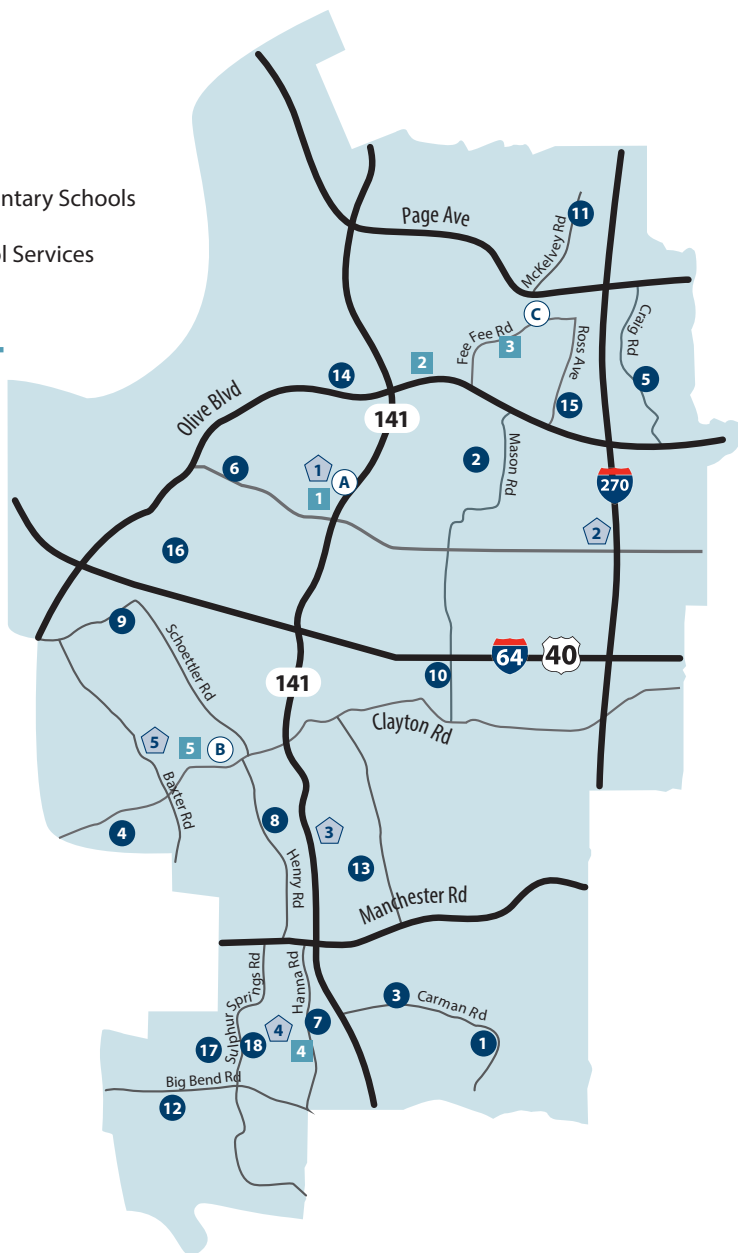 ntary Schools
ol Services
Page Ave
McKelvey Rd
11
C
Fee Fee Rd
3
Ross Ave
Craig Rd
5
2
14
141
Olive Blvd
15
Mason Rd
2
6
1
A
1
270
2
16
9
Schoettler Rd
64
40
10
141
Clayton Rd
5
5
B
Baxter Rd
4
8
3
13
Henry Rd
Manchester Rd
Sulphur Springs Rd
Hanna Rd
3
Carman Rd
7
4
1
17
18
4
Big Bend Rd
12